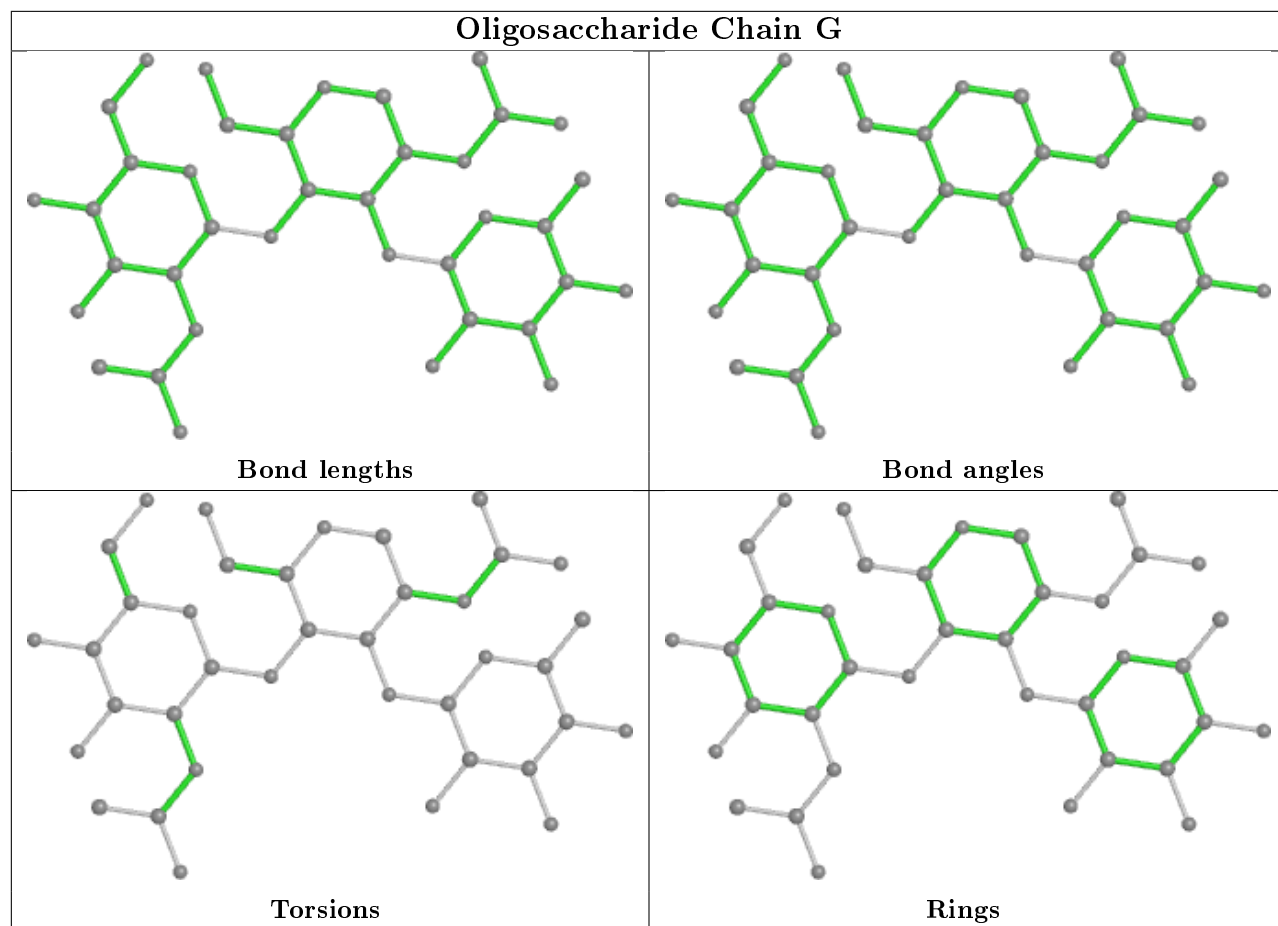 Oligosaccharide Chain G
Bond lengths
Bond angles
Torsions
Rings